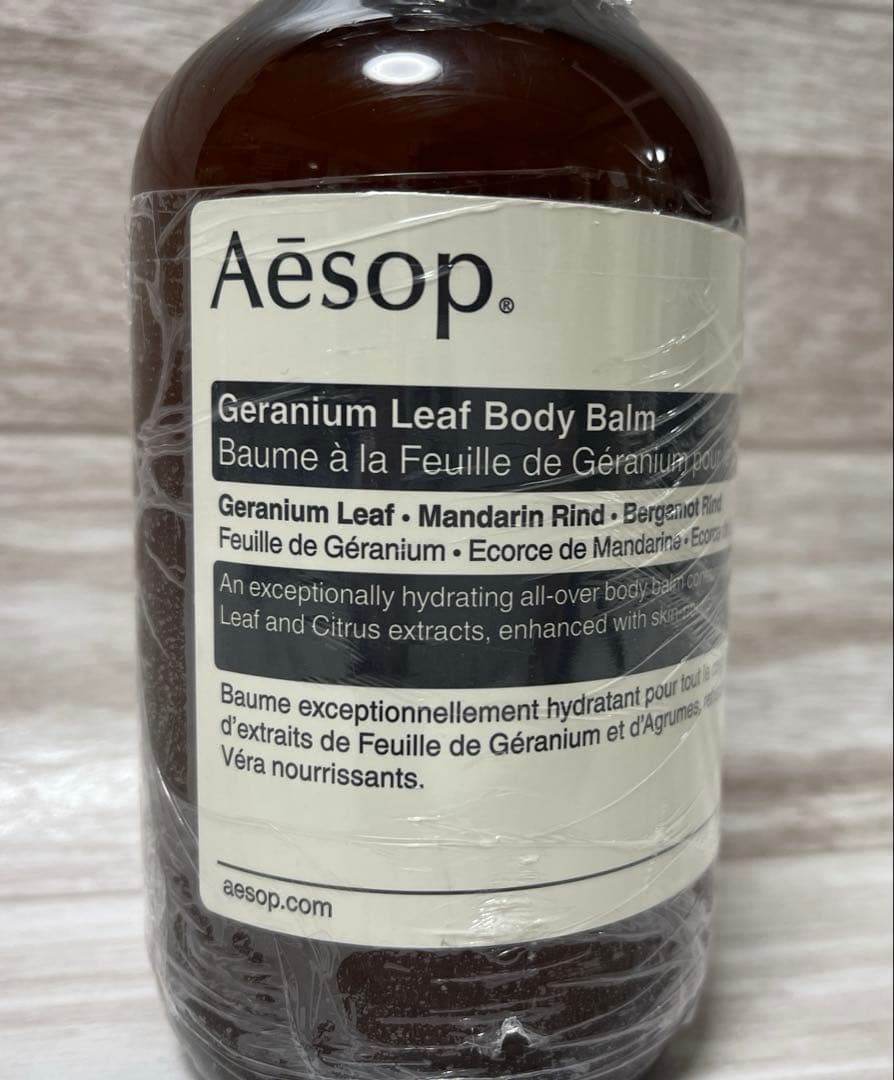 Aēsop®
Geranium Leaf Body Balm
Baume à la Feuille de Géranium pour
Geranium Leaf • Mandarin Rind • Bergamot Rind
Feuille de Géranium • Ecorce de Mandarine •
An exceptionally hydrating all-over body balm
Leaf and Citrus extracts, enhanced with
Baume exceptionnellement hydratant pour tout le
d'extraits de Feuille de Géranium et d'Agrumes,
Véra nourrissants.
aesop.com